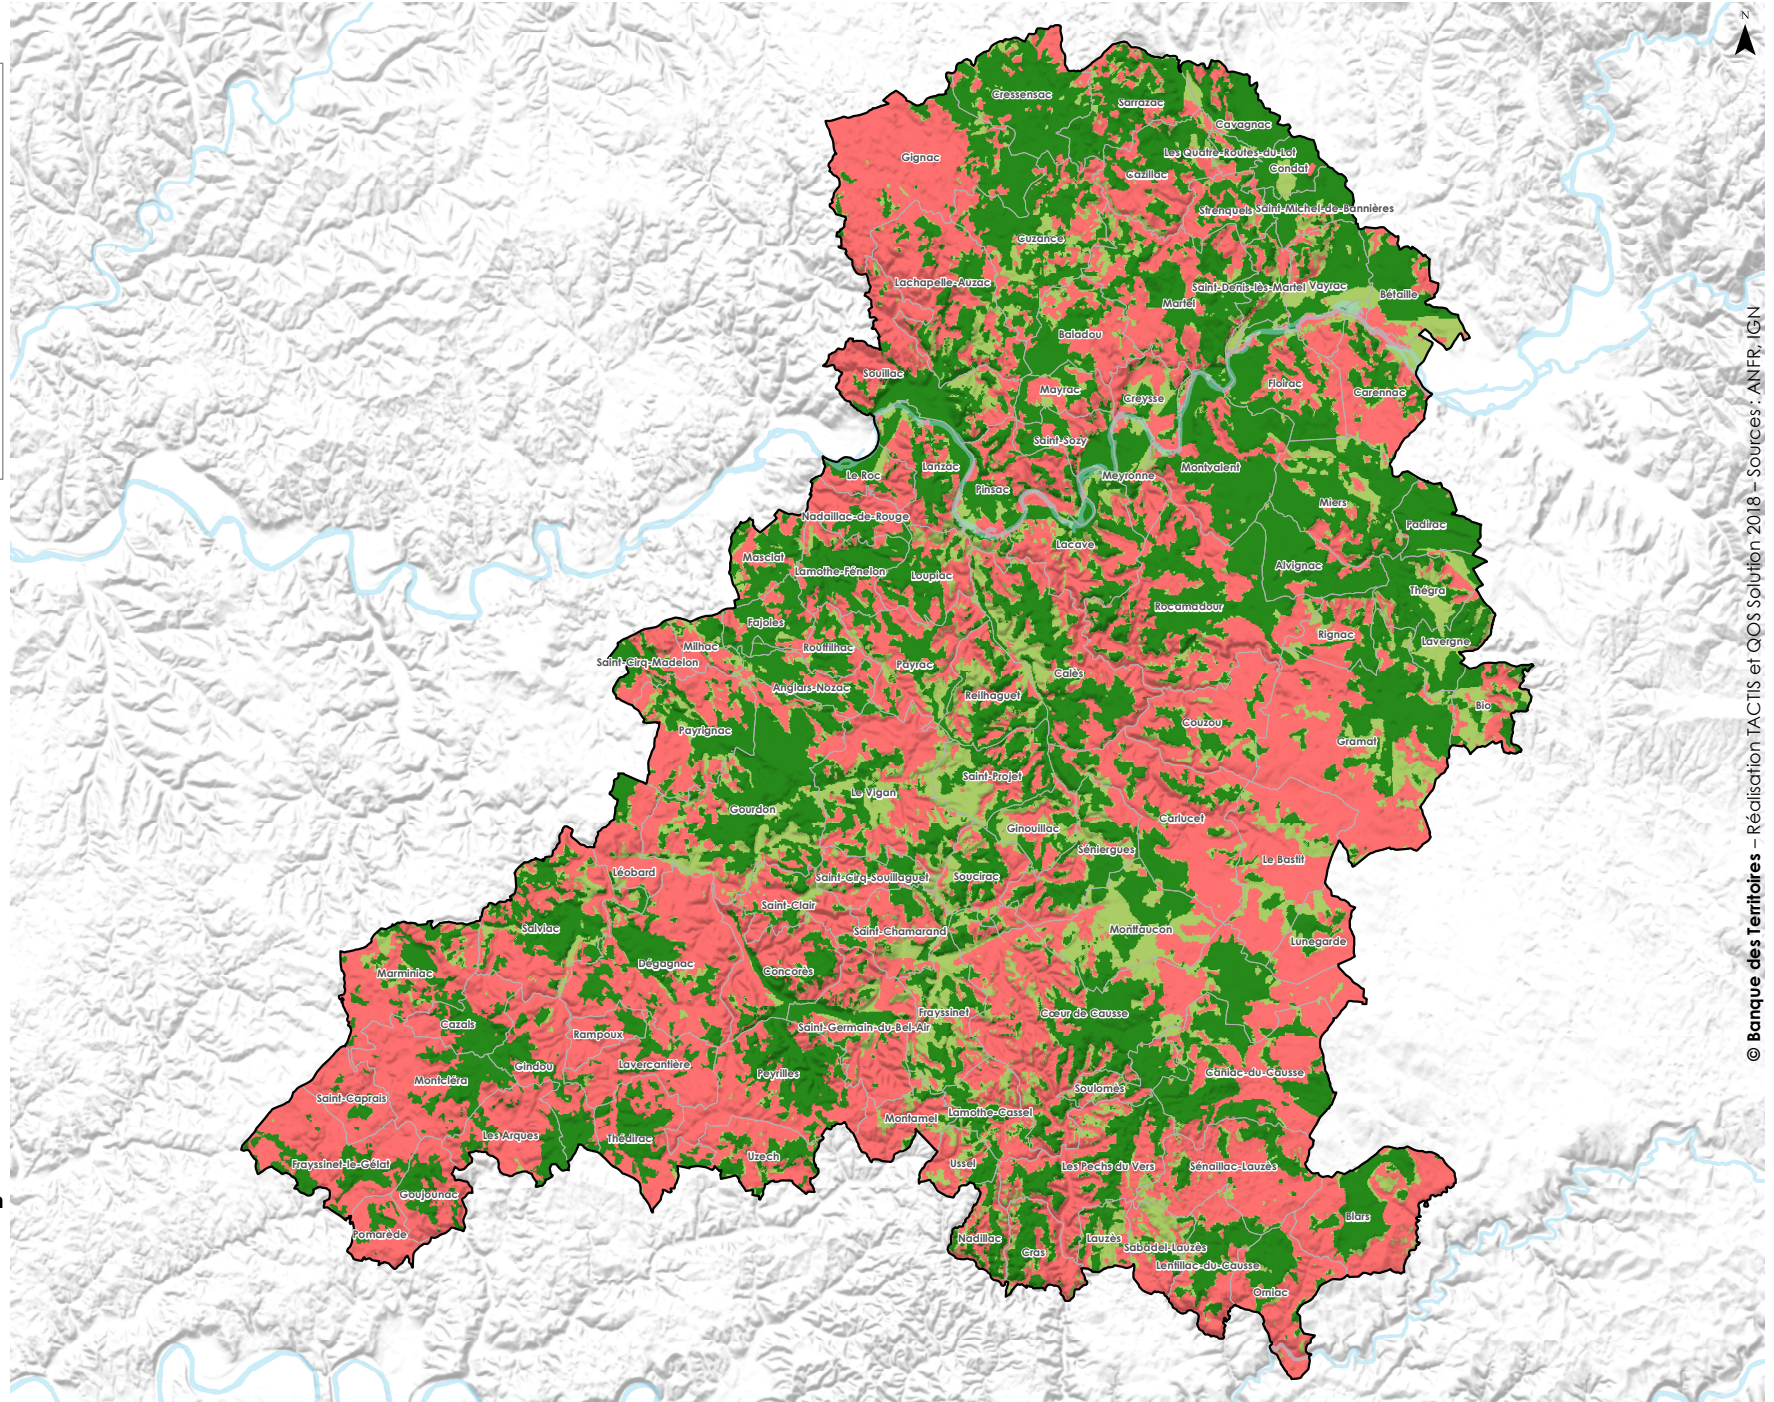 N
Cressensac
Sarrazac
Cavagnac
Gignac
Les Quatre-Routes-du-Lot
Condat
Cazillac
Strenquels
Saint-Michel-de-Bannières
Cuzance
Lachapelle-Auzac
Saint-Denis-lès-Martel
Vayrac
Bétaille
Martel
Baladou
Souillac
Mayrac
Creysse
Floirac
Carennac
Saint-Sozy
Le Roc
Lanzac
Meyronne
Montvalent
Pinsac
Miers
Nadaillac-de-Rouge
Padirac
Lacave
Masclat
Lamothe-Fénelon
Loupiac
Alvignac
Thégra
Rocamadour
Fajoles
Rignac
Lavergne
Milhac
Rouffilhac
Saint-Cirq-Madelon
Payrac
Calès
Anglars-Nozac
Reilhaguet
Bio
Couzou
Payrignac
Gramat
Saint-Projet
Le Vigan
Gourdon
Carlucet
Ginouillac
Séniergues
Le Bastit
Léobard
Saint-Cirq-Souillaguet
Soucirac
Saint-Clair
Salviac
Saint-Chamarand
Montfaucon
Lunegarde
Dégagnac
Concorès
Marminiac
Frayssinet
Cœur de Causse
Cazals
Saint-Germain-du-Bel-Air
Rampoux
Gindou
Lavercantière
Peyrilles
Caniac-du-Causse
Montcléra
Soulomès
Saint-Caprais
Montamel
Lamothe-Cassel
Les Arques
Thédirac
Uzech
Ussel
Les Pechs du Vers
Sénaillac-Lauzès
Frayssinet-le-Gélat
Goujounac
Blars
Pomarède
Nadillac
Cras
Lauzès
Sabadel-Lauzès
Lentillac-du-Causse
Orniac
© Banque des Territoires – Réalisation TACTIS et QOS Solution 2018 – Sources : ANFR, IGN